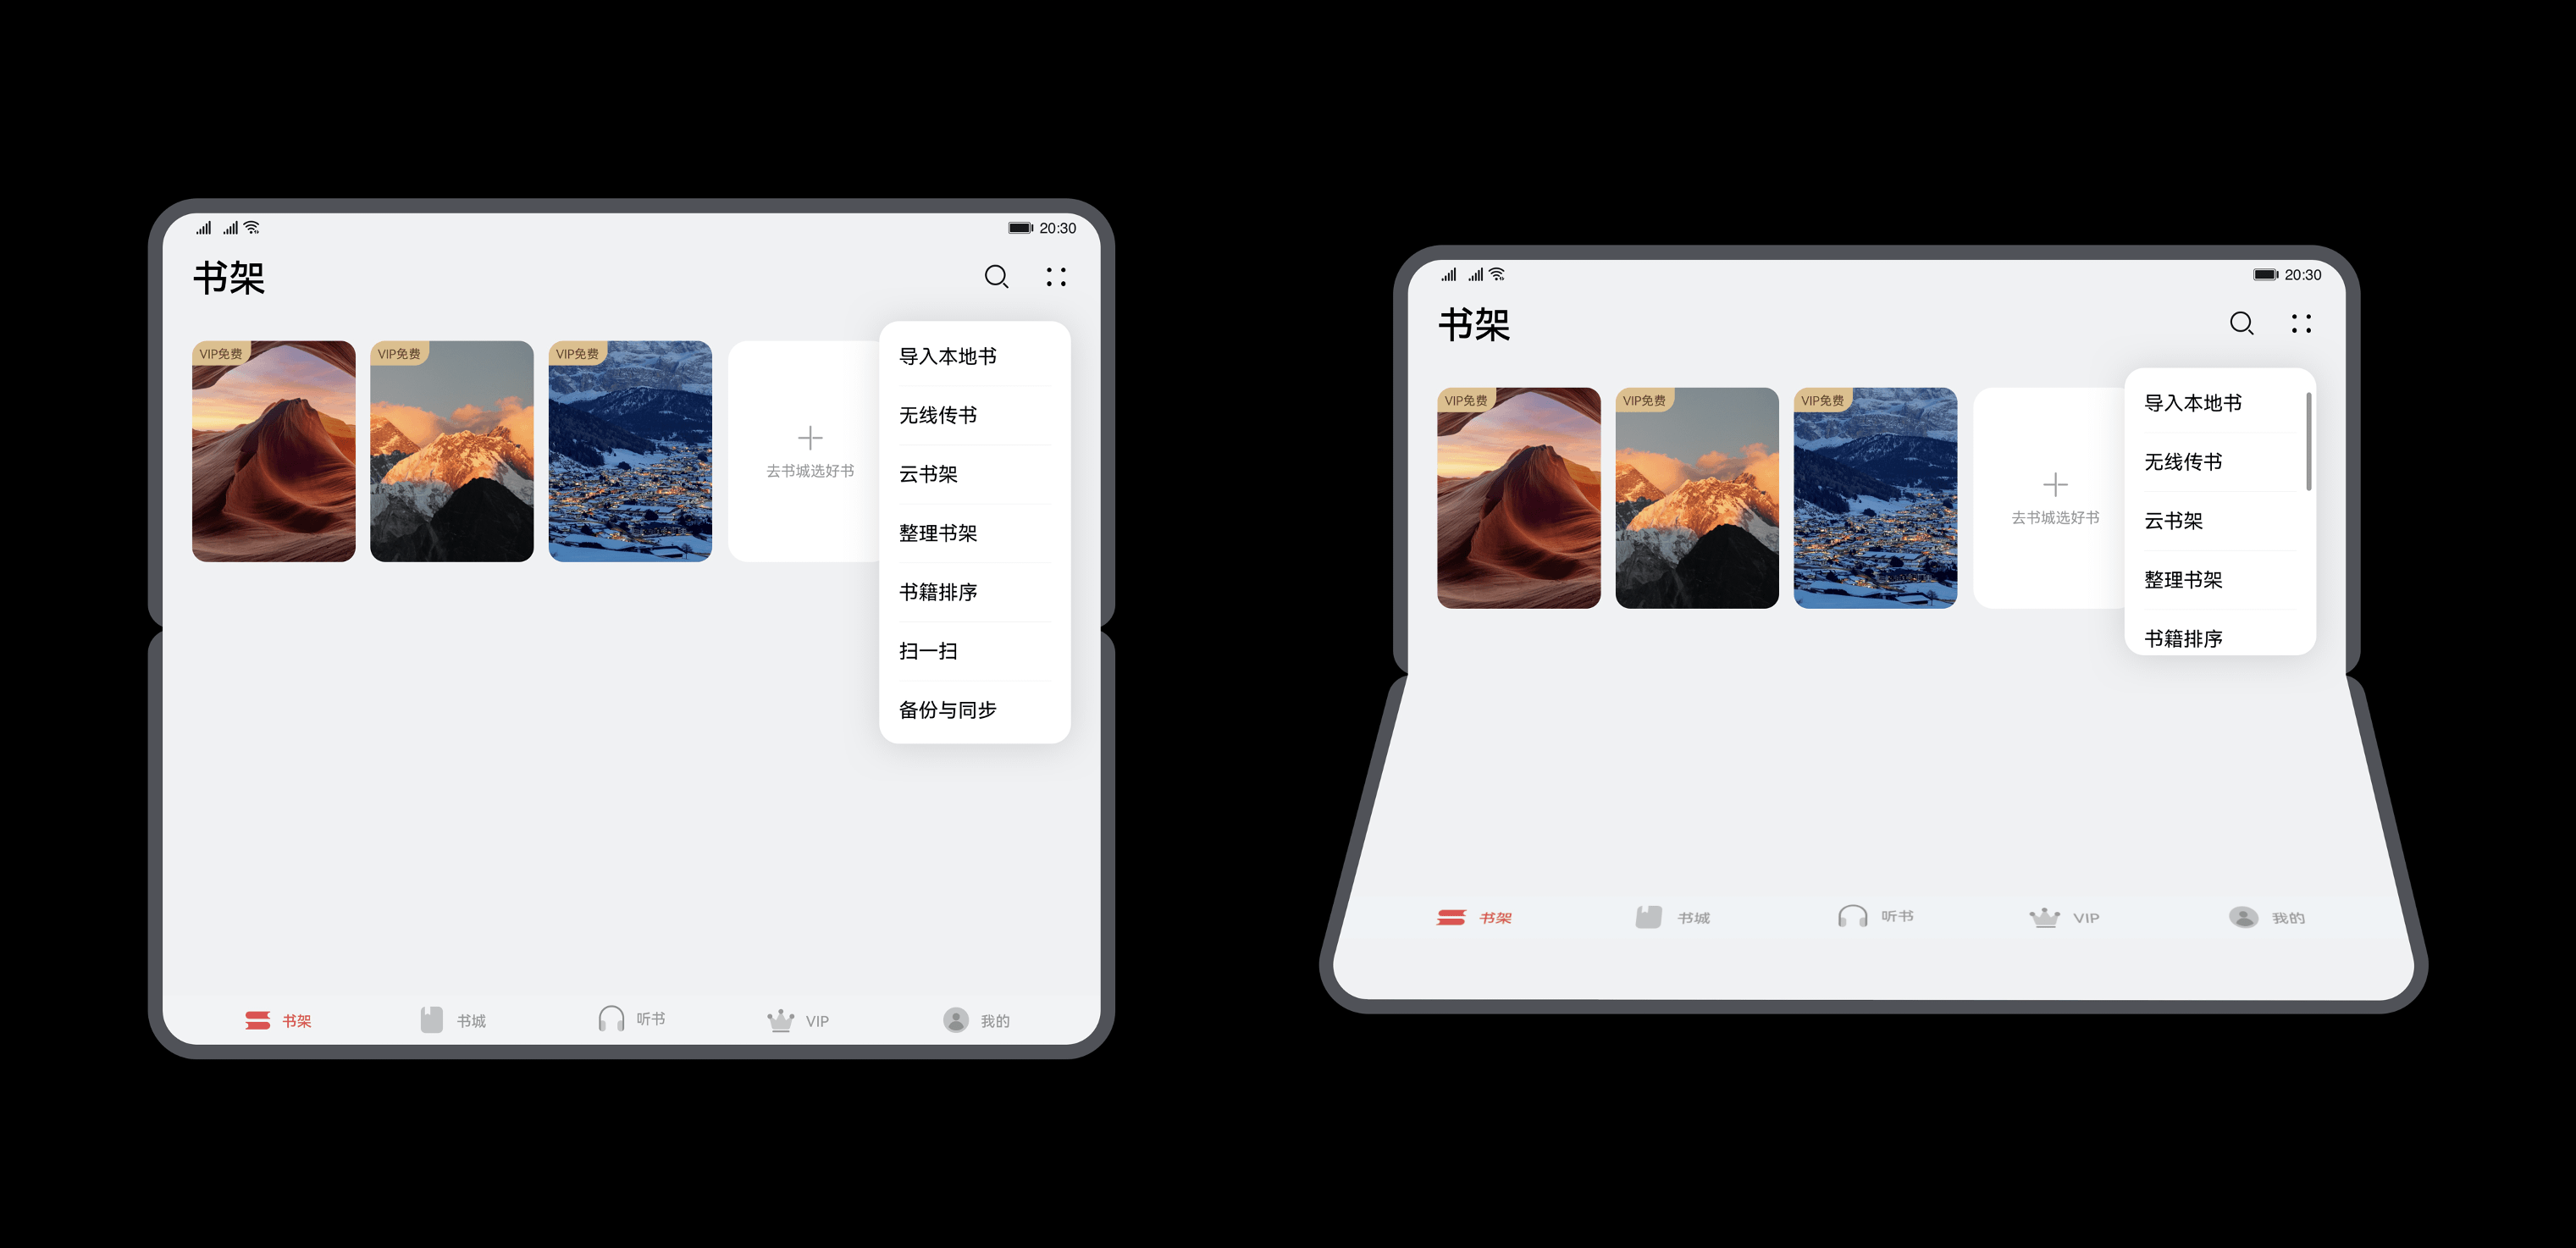 20:30
书架
VIP免费
VIP免费
VIP免费
去书城选好书
导入本地书
无线传书
云书架
整理书架
书籍排序
扫一扫
备份与同步
书架
书城
听书
VIP
我的
20:30
书架
VIP免费
VIP免费
VIP免费
去书城选好书
导入本地书
无线传书
云书架
整理书架
书籍排序
书架
书城
听书
VIP
我的